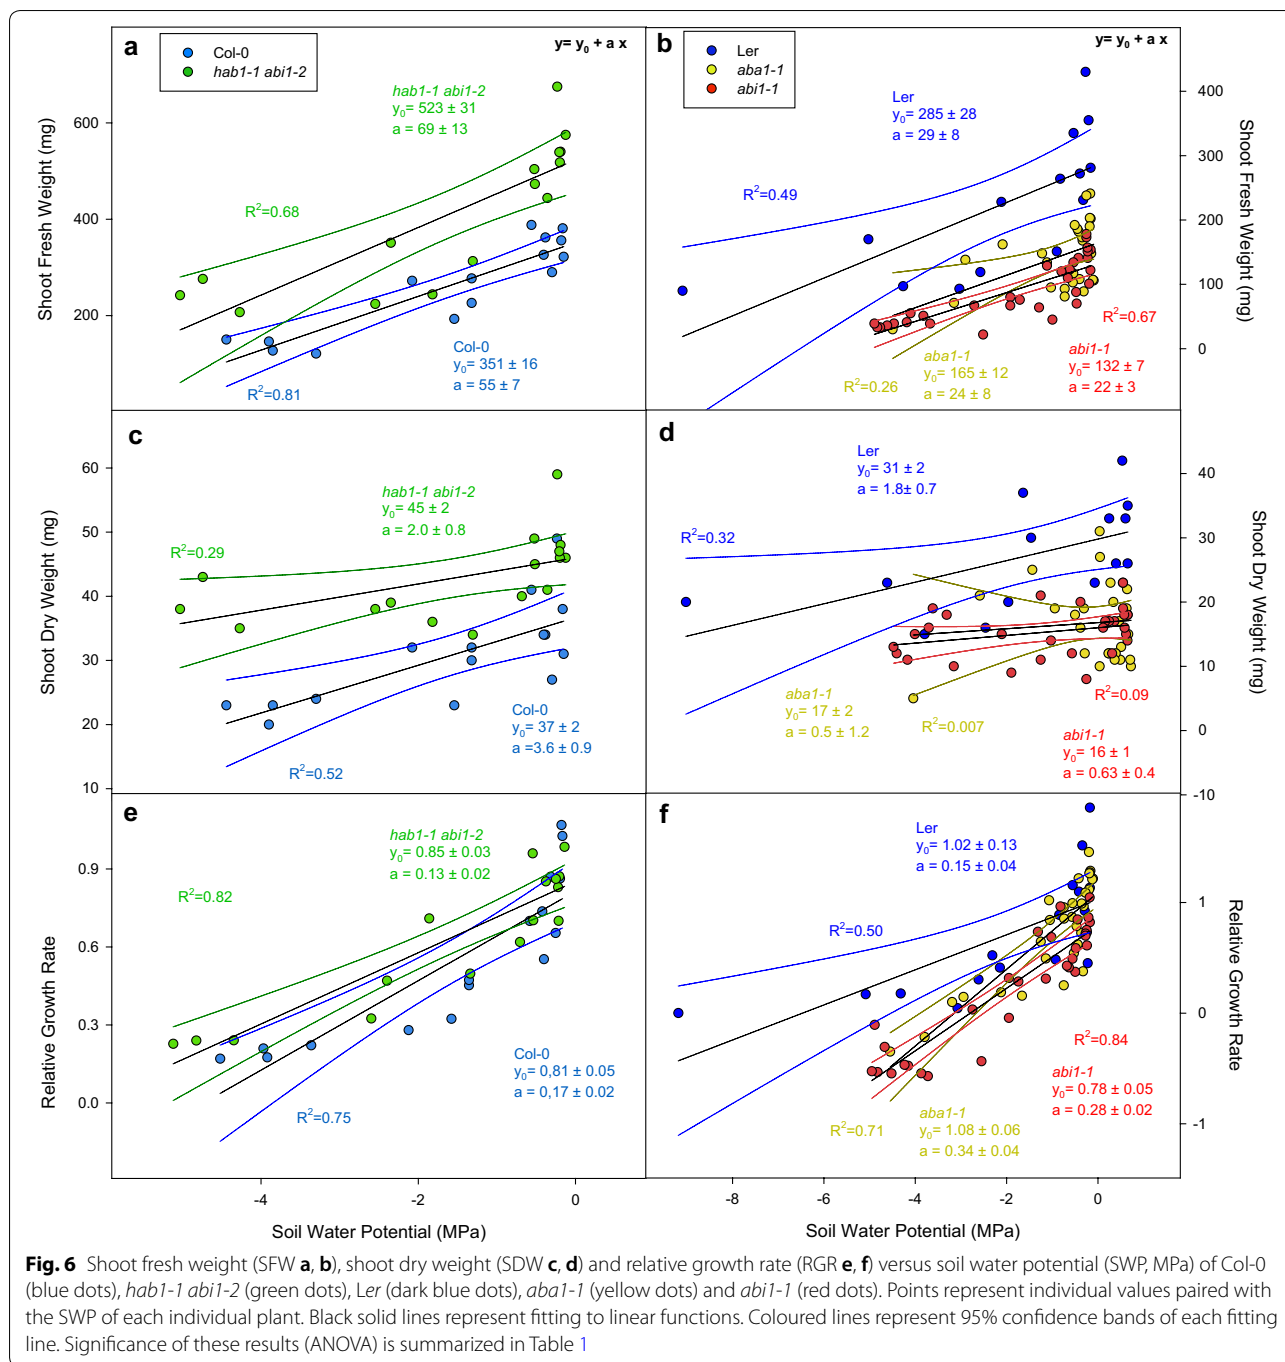 a
Col-0
hab1-1 abi1-2
y= y0 + a x
hab1-1 abi1-2
y0= 523 ± 31
a = 69 ± 13
R2=0.68
Col-0
y0= 351 ± 16
a = 55 ± 7
R2=0.81
600
400
200
Shoot Fresh Weight (mg)
b
Ler
aba1-1
abi1-1
y= y0 + a x
Ler
y0= 285 ± 28
a = 29 ± 8
R2=0.49
R2=0.67
aba1-1
y0= 165 ± 12
a = 24 ± 8
R2=0.26
abi1-1
y0= 132 ± 7
a = 22 ± 3
400
300
200
100
0
Shoot Fresh Weight (mg)
c
hab1-1 abi1-2
y0= 45 ± 2
a = 2.0 ± 0.8
R2=0.29
Col-0
y0= 37 ± 2
a =3.6 ± 0.9
R2=0.52
60
50
40
30
20
10
Shoot Dry Weight (mg)
d
Ler
y0= 31 ± 2
a = 1.8± 0.7
R2=0.32
aba1-1
y0= 17 ± 2
a = 0.5 ± 1.2
R2=0.007
R2=0.09
abi1-1
y0= 16 ± 1
a = 0.63 ± 0.4
40
30
20
10
0
-10
Shoot Dry Weight (mg)
e
hab1-1 abi1-2
y0= 0.85 ± 0.03
a = 0.13 ± 0.02
R2=0.82
Col-0
y0= 0,81 ± 0.05
a = 0,17 ± 0.02
R2=0.75
0.9
0.6
0.3
0.0
Relative Growth Rate
-4
-2
0
Soil Water Potential (MPa)
f
Ler
y0= 1.02 ± 0.13
a = 0.15 ± 0.04
R2=0.50
R2=0.84
abi1-1
y0= 0.78 ± 0.05
a = 0.28 ± 0.02
aba1-1
y0= 1.08 ± 0.06
a = 0.34 ± 0.04
R2=0.71
1
0
-1
Relative Growth Rate
-8
-6
-4
-2
0
Soil Water Potential (MPa)
Fig. 6 Shoot fresh weight (SFW a, b), shoot dry weight (SDW c, d) and relative growth rate (RGR e, f) versus soil water potential (SWP, MPa) of Col-0
(blue dots), hab1-1 abi1-2 (green dots), Ler (dark blue dots), aba1-1 (yellow dots) and abi1-1 (red dots). Points represent individual values paired with
the SWP of each individual plant. Black solid lines represent fitting to linear functions. Coloured lines represent 95% confidence bands of each fitting
line. Significance of these results (ANOVA) is summarized in Table 1